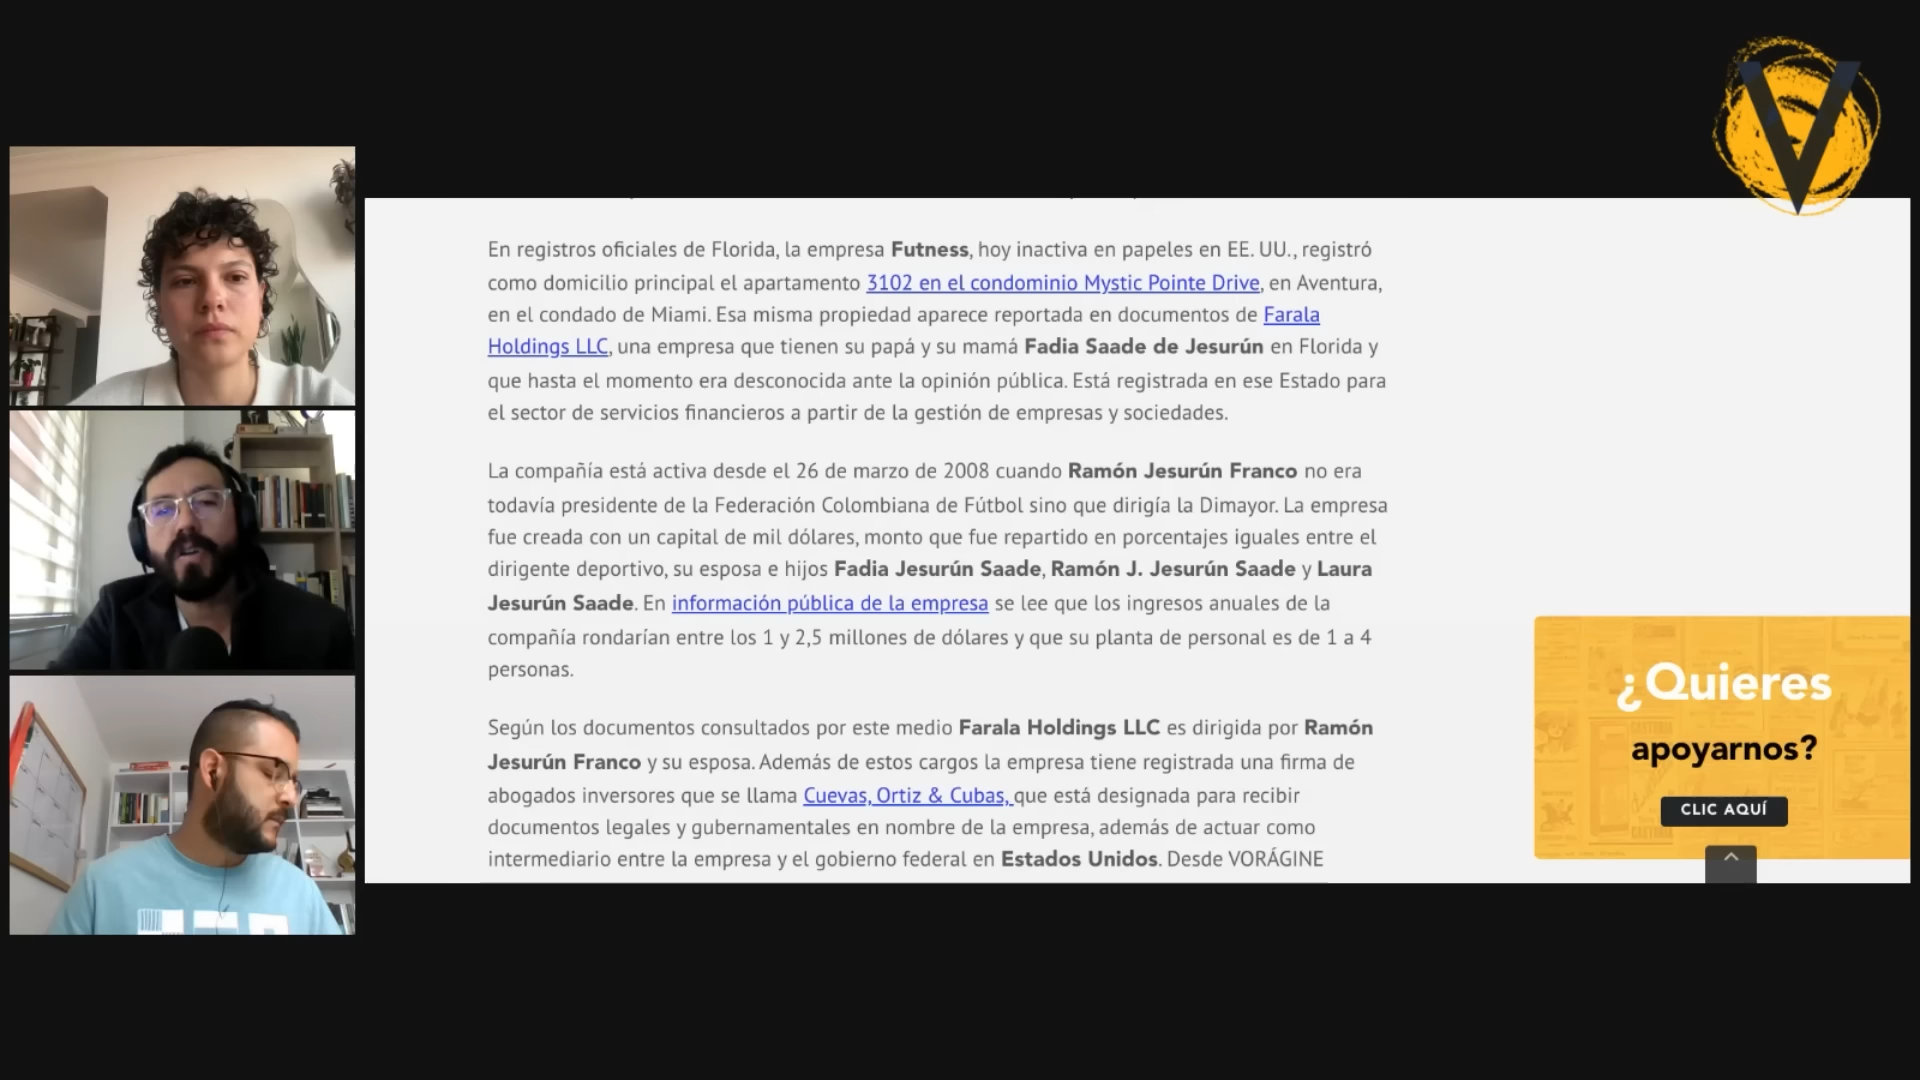 En registros oficiales de Florida, la empresa Futness, hoy inactiva en papeles en EE. UU., registró
como domicilio principal el apartamento 3102 en el condominio Mystic Pointe Drive, en Aventura,
en el condado de Miami. Esa misma propiedad aparece reportada en documentos de Farala
Holdings LLC, una empresa que tienen su papá y su mamá Fadia Saade de Jesurún en Florida y
que hasta el momento era desconocida ante la opinión pública. Está registrada en ese Estado para
el sector de servicios financieros a partir de la gestión de empresas y sociedades.
La compañía está activa desde el 26 de marzo de 2008 cuando Ramón Jesurún Franco no era
todavía presidente de la Federación Colombiana de Fútbol sino que dirigía la Dimayor. La empresa
fue creada con un capital de mil dólares, monto que fue repartido en porcentajes iguales entre el
dirigente deportivo, su esposa e hijos Fadia Jesurún Saade, Ramón J. Jesurún Saade y Laura
Jesurún Saade. En información pública de la empresa se lee que los ingresos anuales de la
compañía rondarían entre los 1 y 2,5 millones de dólares y que su planta de personal es de 1 a 4
personas.
Según los documentos consultados por este medio Farala Holdings LLC es dirigida por Ramón
Jesurún Franco y su esposa. Además de estos cargos la empresa tiene registrada una firma de
abogados inversores que se llama Cuevas, Ortiz & Cubas, que está designada para recibir
documentos legales y gubernamentales en nombre de la empresa, además de actuar como
intermediario entre la empresa y el gobierno federal en Estados Unidos. Desde VORÁGINE
¿Quieres
apoyarnos?
CLIC AQUÍ
V